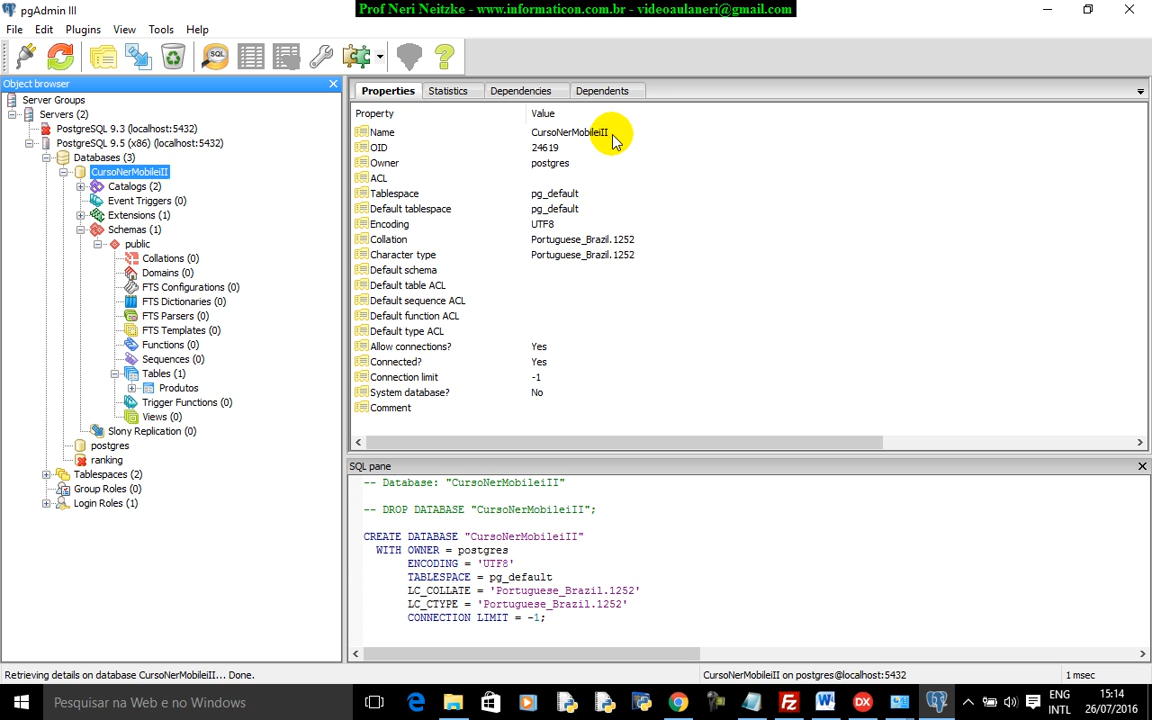 pgAdmin III
Prof Neri Neitzke - www.informaticon.com.br - videoaulaneri@gmail.com
File Edit Plugins View Tools Help
SQL
Object browser
Server Groups
Servers (2)
PostgreSQL 9.3 (localhost:5432)
PostgreSQL 9.5 (x86) (localhost:5432)
Databases (3)
CursoNerMobileiII
Catalogs (2)
Event Triggers (0)
Extensions (1)
Schemas (1)
public
Collations (0)
Domains (0)
FTS Configurations (0)
FTS Dictionaries (0)
FTS Parsers (0)
FTS Templates (0)
Functions (0)
Sequences (0)
Tables (1)
Produtos
Trigger Functions (0)
Views (0)
Slony Replication (0)
postgres
ranking
Tablespaces (2)
Group Roles (0)
Login Roles (1)
Properties Statistics Dependencies Dependents
Property Value
Name CursoNerMobileiII
OID 24619
Owner postgres
ACL
Tablespace pg_default
Default tablespace pg_default
Encoding UTF8
Collation Portuguese_Brazil.1252
Character type Portuguese_Brazil.1252
Default schema
Default table ACL
Default sequence ACL
Default function ACL
Default type ACL
Allow connections? Yes
Connected? Yes
Connection limit -1
System database? No
Comment
SQL pane
-- Database: "CursoNerMobileiII"
-- DROP DATABASE "CursoNerMobileiII";
CREATE DATABASE "CursoNerMobileiII"
WITH OWNER = postgres
ENCODING = 'UTF8'
TABLESPACE = pg_default
LC_COLLATE = 'Portuguese_Brazil.1252'
LC_CTYPE = 'Portuguese_Brazil.1252'
CONNECTION LIMIT = -1;
Retrieving details on database CursoNerMobileiII... Done.
CursoNerMobileiII on postgres@localhost:5432
1 msec
Pesquisar na Web e no Windows
ENG
INTL
15:14
26/07/2016